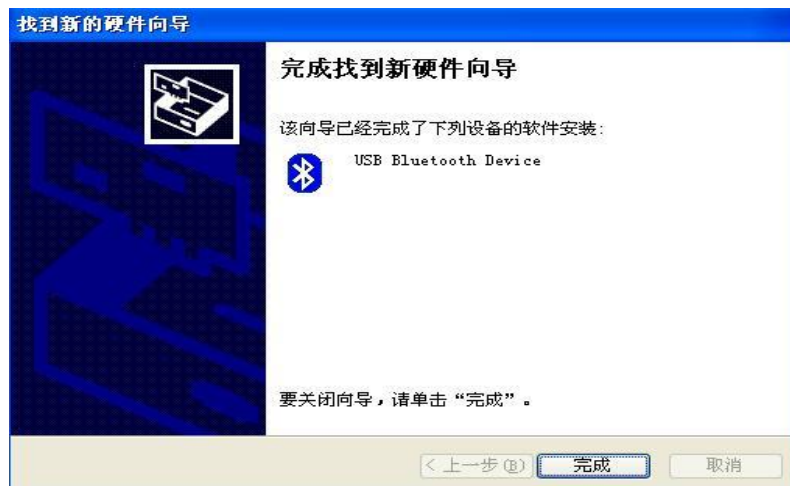 找到新的硬件向导
完成找到新硬件向导
该向导已经完成了下列设备的软件安装:
USB Bluetooth Device
要关闭向导,请单击“完成”。
<上一步(B) 完成 取消